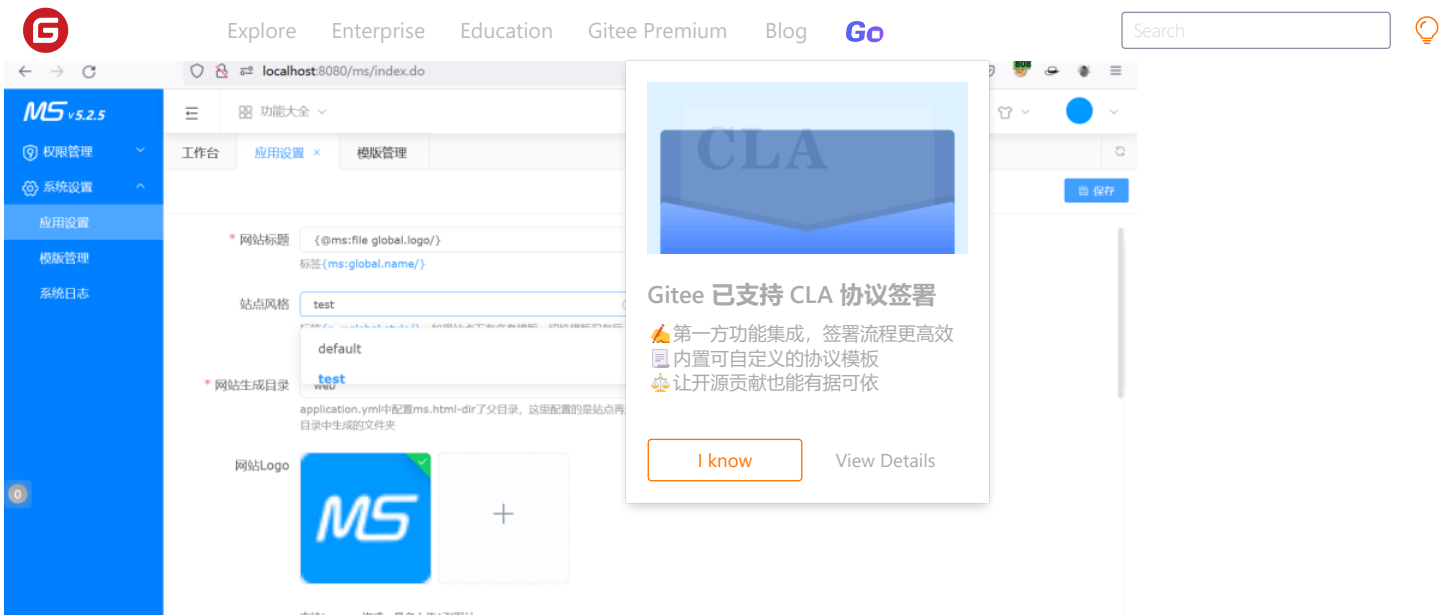 G
Explore Enterprise Education Gitee Premium Blog Go Search
localhost:8080/ms/index.do
MS v5.2.5
功能大全
权限管理
工作台 应用设置 × 模版管理
系统设置
保存
应用设置
* 网站标题 {@ms:file global.logo/}
模版管理
标签{ms:global.name/}
系统日志
站点风格 test
default
test
* 网站生成目录
application.yml中配置ms.html-dir了父目录，这里配置的是站点再
目录中生成的文件夹
网站Logo
MS
0
CLA
Gitee 已支持 CLA 协议签署
第一方功能集成，签署流程更高效
内置可自定义的协议模板
让开源贡献也能有据可依
I know View Details